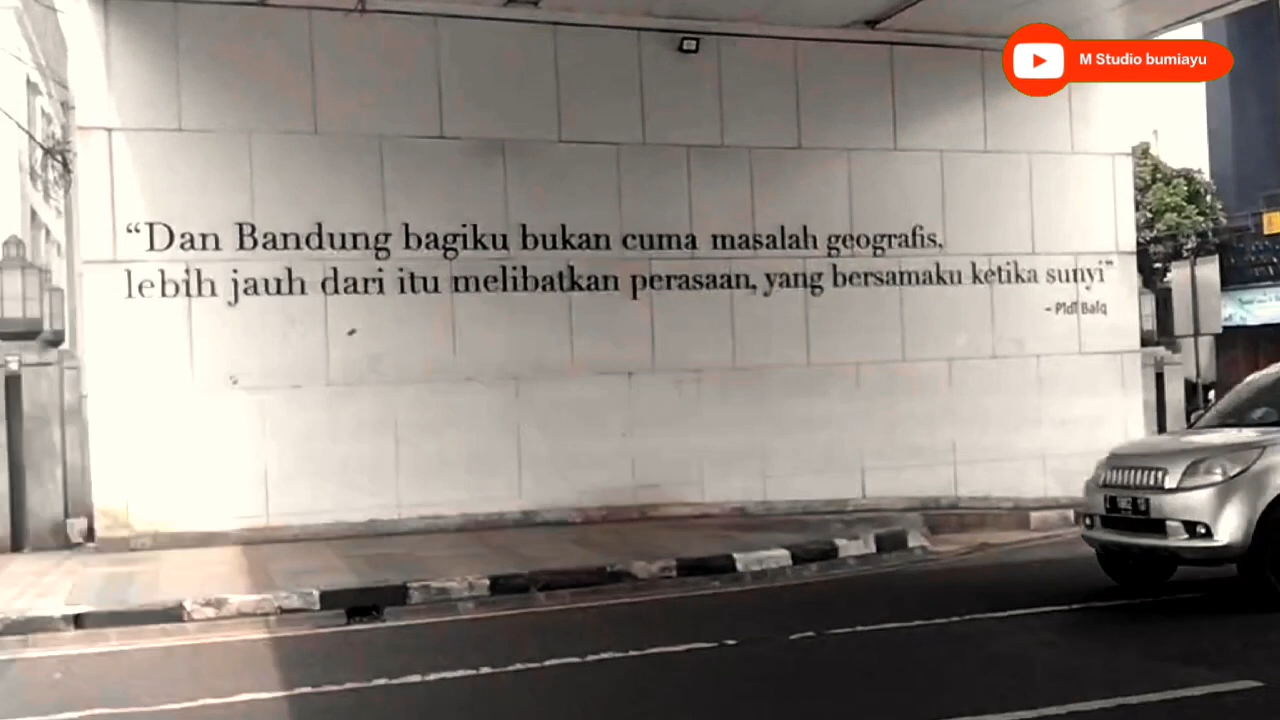 M Studio bumiayu
“Dan Bandung bagiku bukan cuma masalah geografis,
lebih jauh dari itu melibatkan perasaan, yang bersamaku ketika sunyi”
- PIdI BaIq